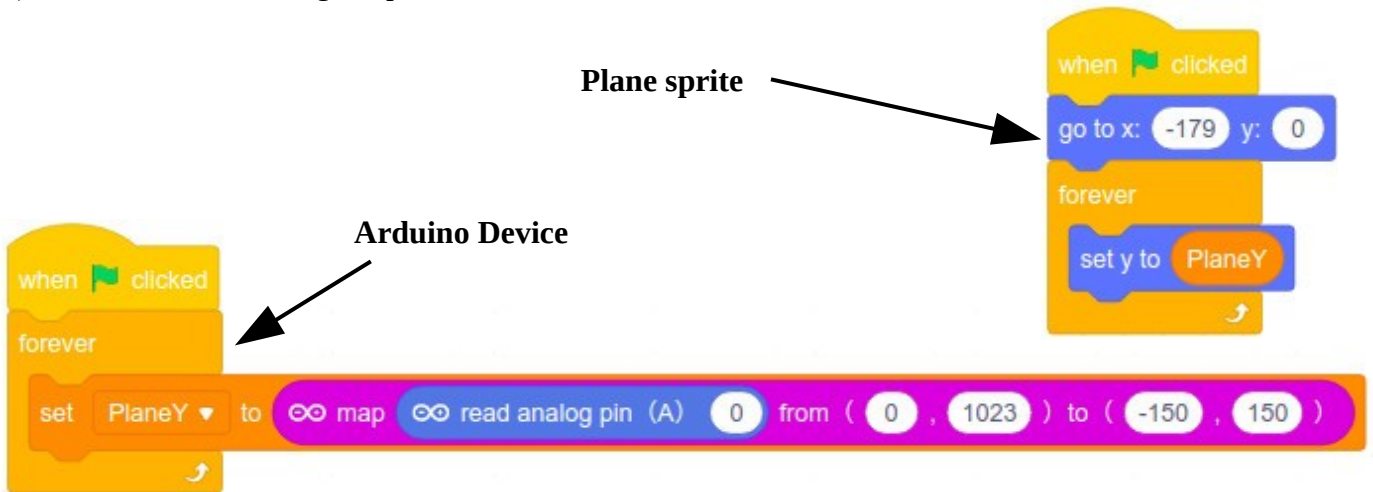 when clicked
Plane sprite
go to x: -179 y: 0
forever
set y to PlaneY
Arduino Device
when clicked
forever
set PlaneY to map read analog pin (A) 0 from ( 0 , 1023 ) to ( -150 , 150 )